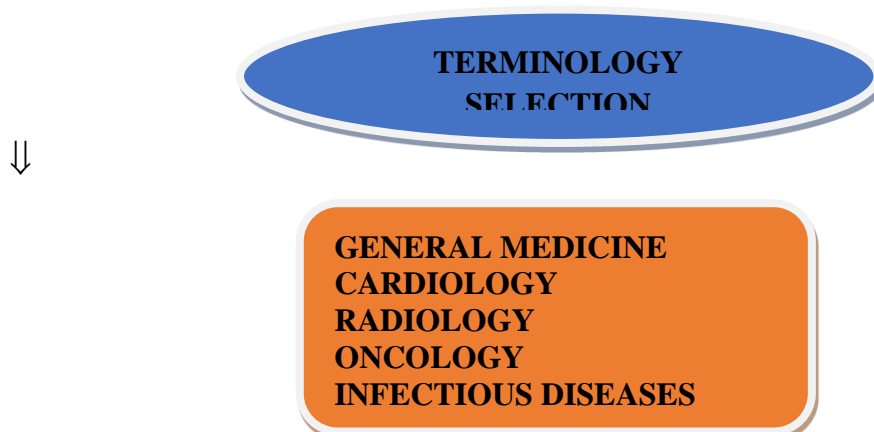 TERMINOLOGY
SELECTION
⇓
GENERAL MEDICINE
CARDIOLOGY
RADIOLOGY
ONCOLOGY
INFECTIOUS DISEASES